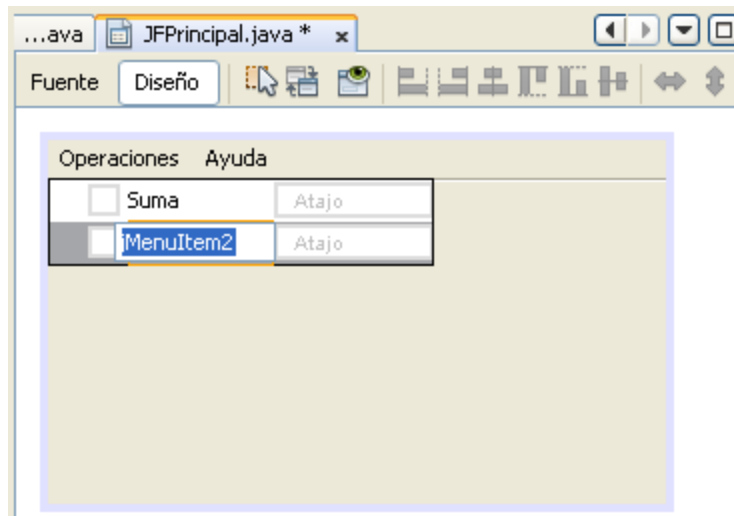 ...ava JFPrincipal.java * x
Fuente Diseño
Operaciones Ayuda
Suma Atajo
jMenuItem2 Atajo